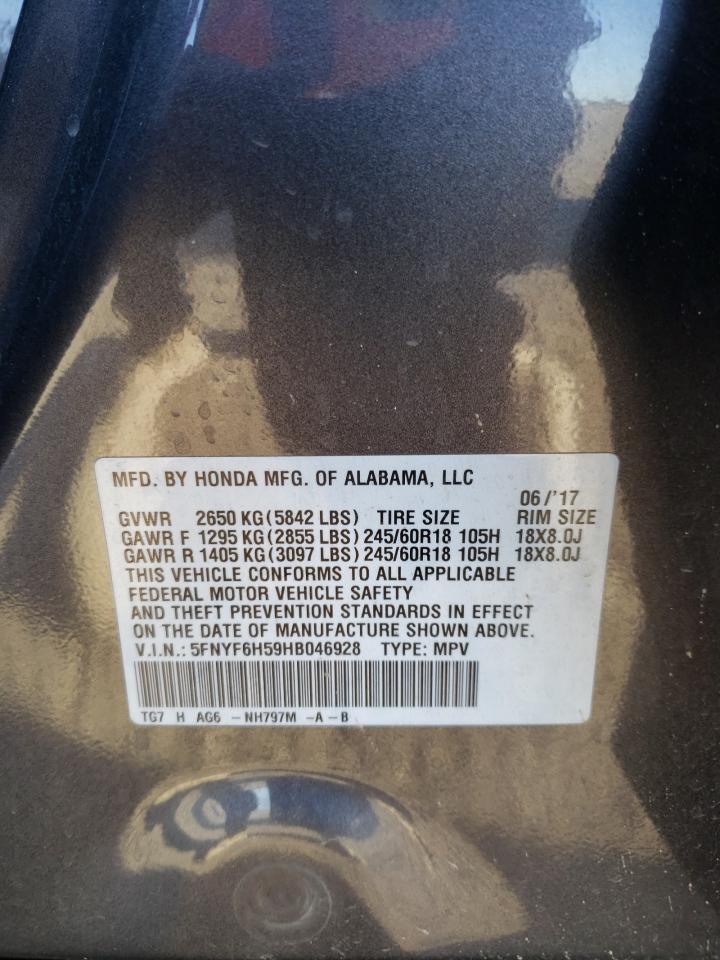 MFD. BY HONDA MFG. OF ALABAMA, LLC
06/'17
GVWR 2650 KG(5842 LBS) TIRE SIZE RIM SIZE
GAWR F 1295 KG(2855 LBS)245/60R18 105H 18X8.0J
GAWR R 1405 KG(3097 LBS)245/60R18 105H 18X8.0J
THIS VEHICLE CONFORMS TO ALL APPLICABLE
FEDERAL MOTOR VEHICLE SAFETY
AND THEFT PREVENTION STANDARDS IN EFFECT
ON THE DATE OF MANUFACTURE SHOWN ABOVE.
V.I.N.: 5FNYF6H59HB046928 TYPE: MPV
TG7 H AG6 -NH797M -A-B